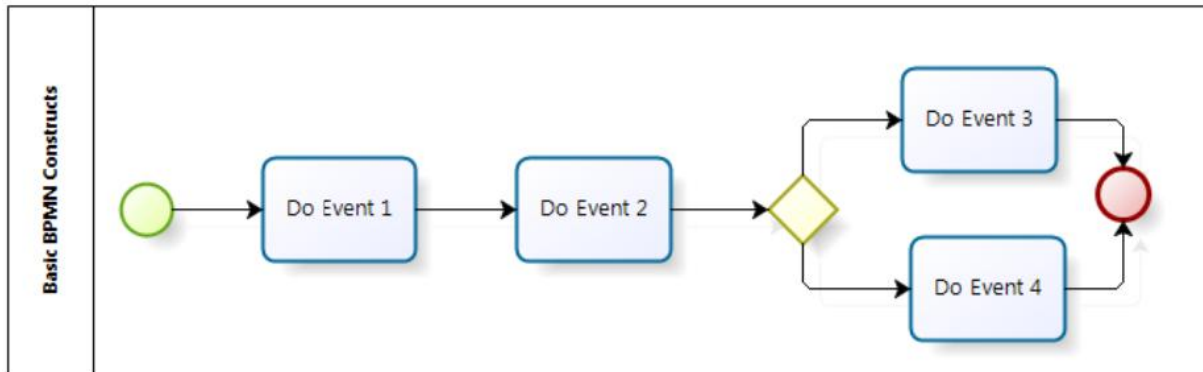 Basic BPMN Constructs
Do Event 1
Do Event 2
Do Event 3
Do Event 4